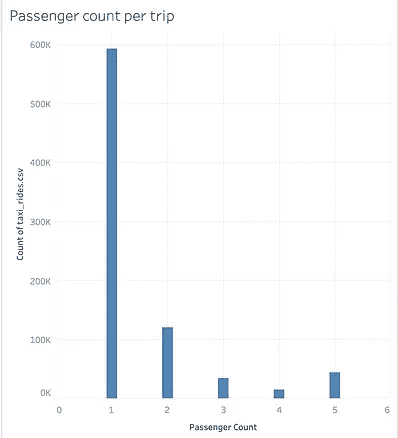 Passenger count per trip
600K
500K
400K
300K
200K
100K
0K
Count of taxi_rides.csv
0 1 2 3 4 5 6
Passenger Count